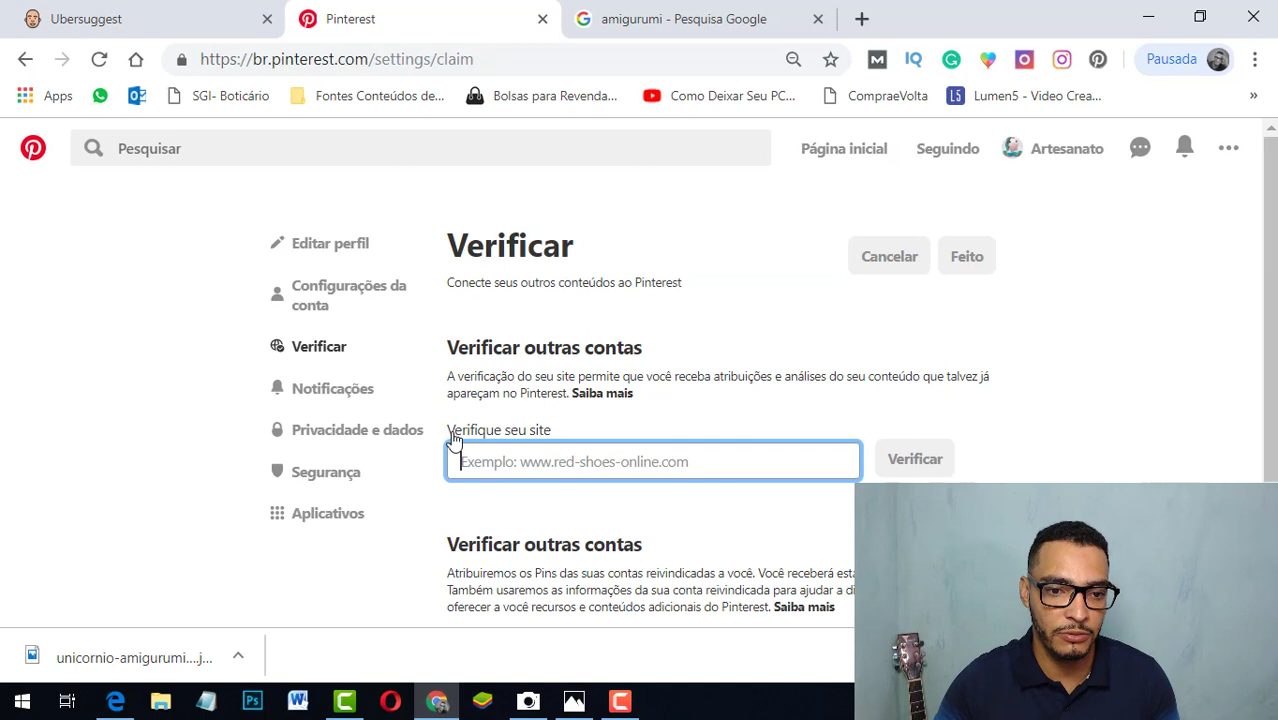 Ubersuggest
Pinterest
amigurumi - Pesquisa Google
https://br.pinterest.com/settings/claim
Pausada
Apps
SGI- Boticário
Fontes Conteúdos de...
Bolsas para Revenda...
Como Deixar Seu PC...
CompraeVolta
L5 Lumen5 - Video Crea...
Pesquisar
Página inicial
Seguindo
Artesanato
Editar perfil
Configurações da
conta
Verificar
Notificações
Privacidade e dados
Segurança
Aplicativos
Verificar
Cancelar
Feito
Conecte seus outros conteúdos ao Pinterest
Verificar outras contas
A verificação do seu site permite que você receba atribuições e análises do seu conteúdo que talvez já
apareçam no Pinterest. Saiba mais
Verifique seu site
Exemplo: www.red-shoes-online.com
Verificar
Verificar outras contas
Atribuiremos os Pins das suas contas reivindicadas a você. Você receberá
Também usaremos as informações da sua conta reivindicada para ajudar a
oferecer a você recursos e conteúdos adicionais do Pinterest. Saiba mais
unicornio-amigurumi....j...